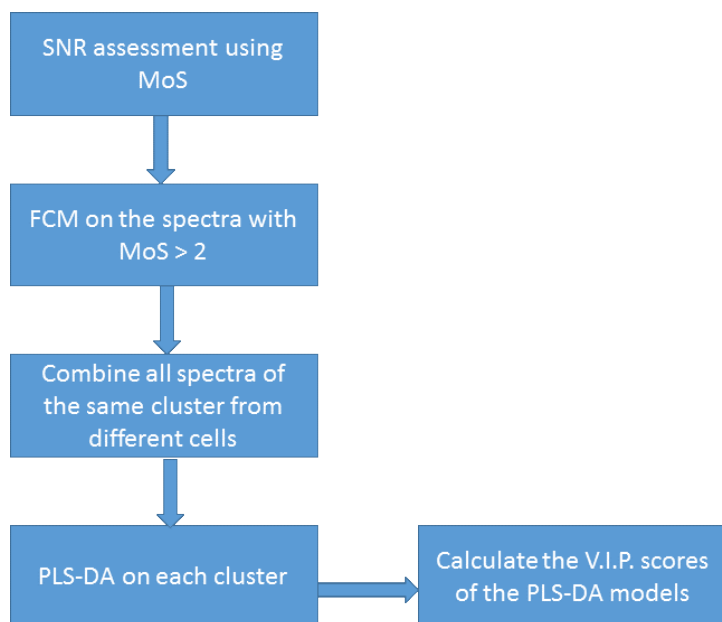 SNR assessment using
MoS
FCM on the spectra with
MoS > 2
Combine all spectra of
the same cluster from
different cells
PLS-DA on each cluster
Calculate the V.I.P. scores
of the PLS-DA models